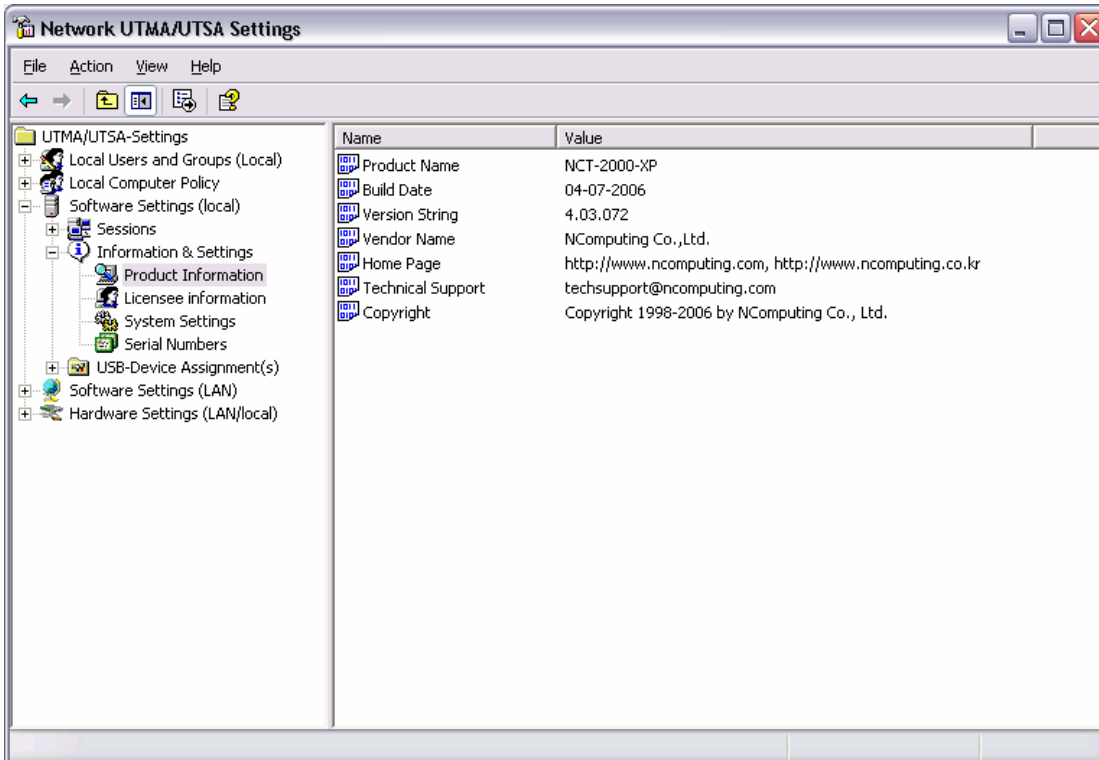 Network UTMA/UTSA Settings
File Action View Help
UTMA/UTSA-Settings
Local Users and Groups (Local)
Local Computer Policy
Software Settings (local)
Sessions
Information & Settings
Product Information
Licensee information
System Settings
Serial Numbers
USB-Device Assignment(s)
Software Settings (LAN)
Hardware Settings (LAN/local)
Name Value
Product Name NCT-2000-XP
Build Date 04-07-2006
Version String 4.03.072
Vendor Name NComputing Co.,Ltd.
Home Page http://www.ncomputing.com, http://www.ncomputing.co.kr
Technical Support techsupport@ncomputing.com
Copyright Copyright 1998-2006 by NComputing Co., Ltd.